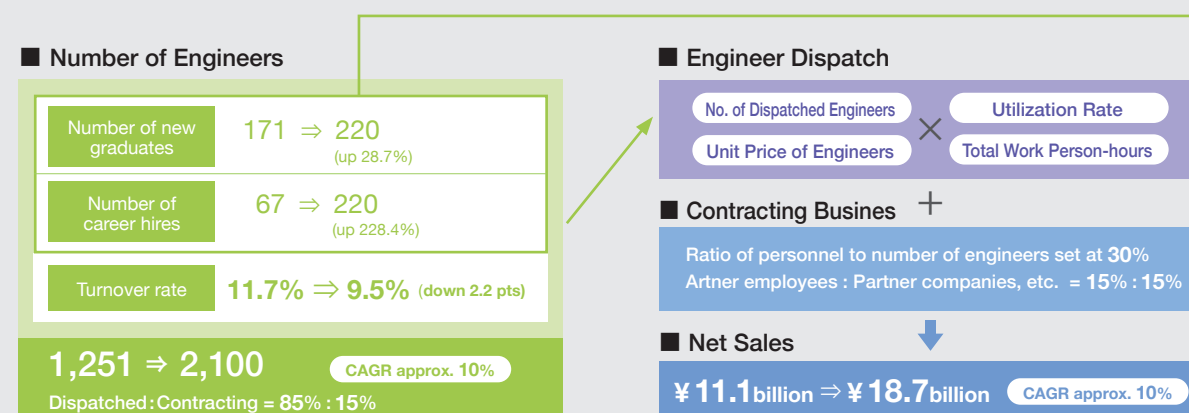 ■ Number of Engineers
Number of new
graduates
171 ⇒ 220
(up 28.7%)
Number of
career hires
67 ⇒ 220
(up 228.4%)
Turnover rate
11.7% ⇒ 9.5% (down 2.2 pts)
1,251 ⇒ 2,100
CAGR approx. 10%
Dispatched : Contracting = 85% : 15%
■ Engineer Dispatch
No. of Dispatched Engineers
Unit Price of Engineers
×
Utilization Rate
Total Work Person-hours
+
■ Contracting Busines
Ratio of personnel to number of engineers set at 30%
Artner employees : Partner companies, etc. = 15% : 15%
■ Net Sales
¥11.1billion ⇒ ¥18.7billion
CAGR approx. 10%